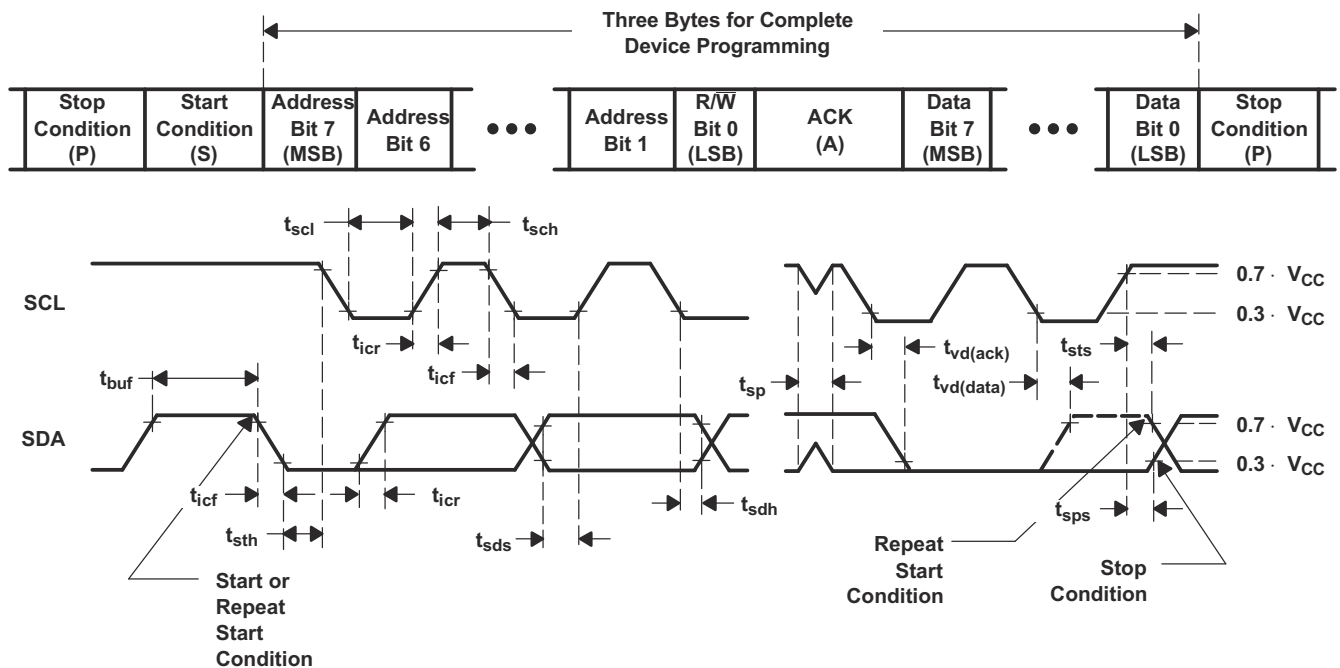 Three Bytes for Complete
Device Programming
Stop
Condition
(P)
Start
Condition
(S)
Address
Bit 7
(MSB)
Address
Bit 6
•••
Address
Bit 1
R/W̅
Bit 0
(LSB)
ACK
(A)
Data
Bit 7
(MSB)
•••
Data
Bit 0
(LSB)
Stop
Condition
(P)
tscl
tsch
SCL
0.7 · VCC
0.3 · VCC
ticr
ticf
tvd(ack)
tsts
tbuf
tsp
tvd(data)
SDA
0.7 · VCC
0.3 · VCC
ticf
ticr
tsdh
tsps
tsth
tsds
Start or
Repeat
Start
Condition
Repeat
Start
Condition
Stop
Condition